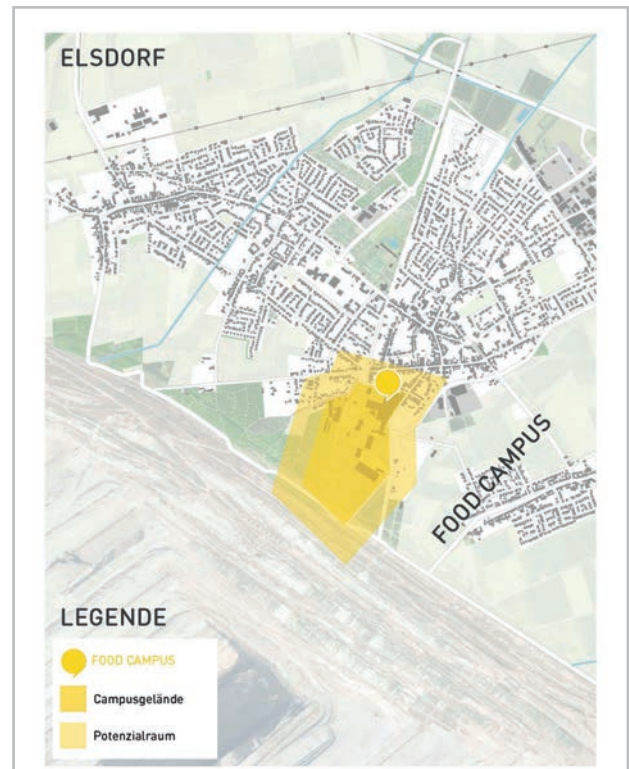 ELSDORF
FOOD CAMPUS
LEGENDE
FOOD CAMPUS
Campusgelände
Potenzialraum